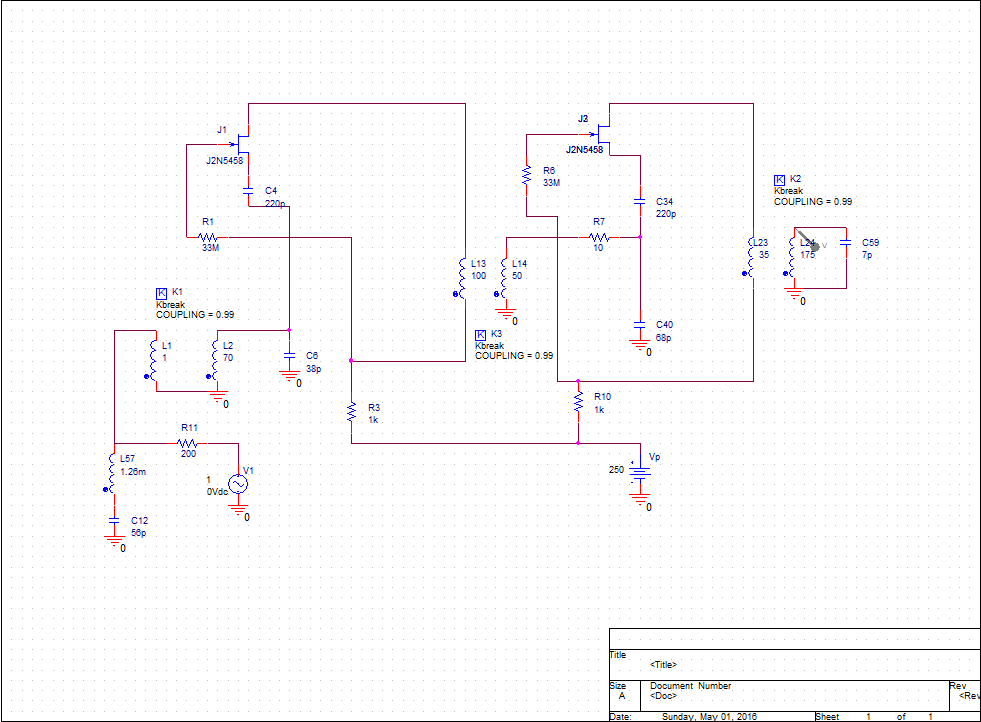 J1
J2N5458
C4
220p
R1
33M
J3
J2N5458
R6
33M
C34
220p
R7
10
K K2
Kbreak
COUPLING = 0.99
L13
100
L14
50
0
L23
35
L24
175
V
C59
7p
0
K K1
Kbreak
COUPLING = 0.99
K K3
Kbreak
COUPLING = 0.99
C40
68p
0
L1
1
L2
70
0
C6
38p
0
R3
1k
R10
1k
R11
200
L57
1.26m
V1
1
0Vdc
0
C12
56p
0
Vp
250
0
Title
<Title>
Size
A
Document Number
<Doc>
Rev
<Rev
Date:
Sunday, May 01, 2016
Sheet
1
of
1